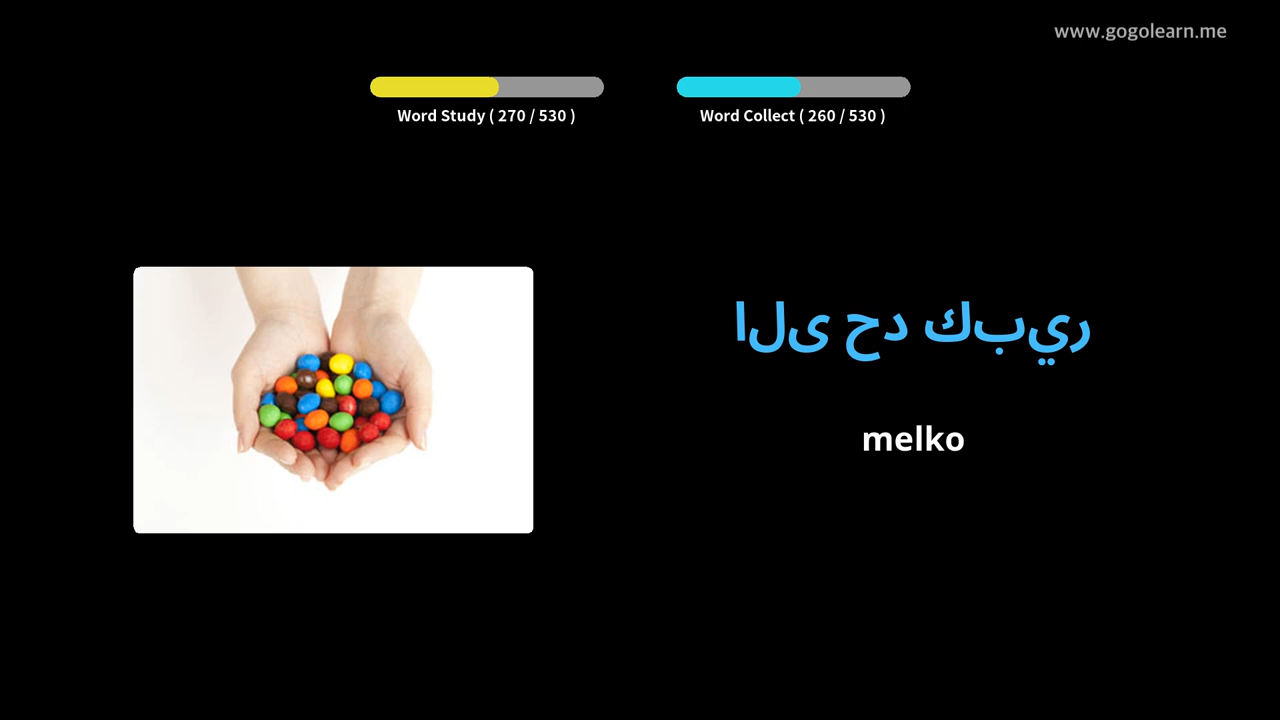 www.gogolearn.me
Word Study ( 270 / 530 )
Word Collect ( 260 / 530 )
الى حد كبير
melko